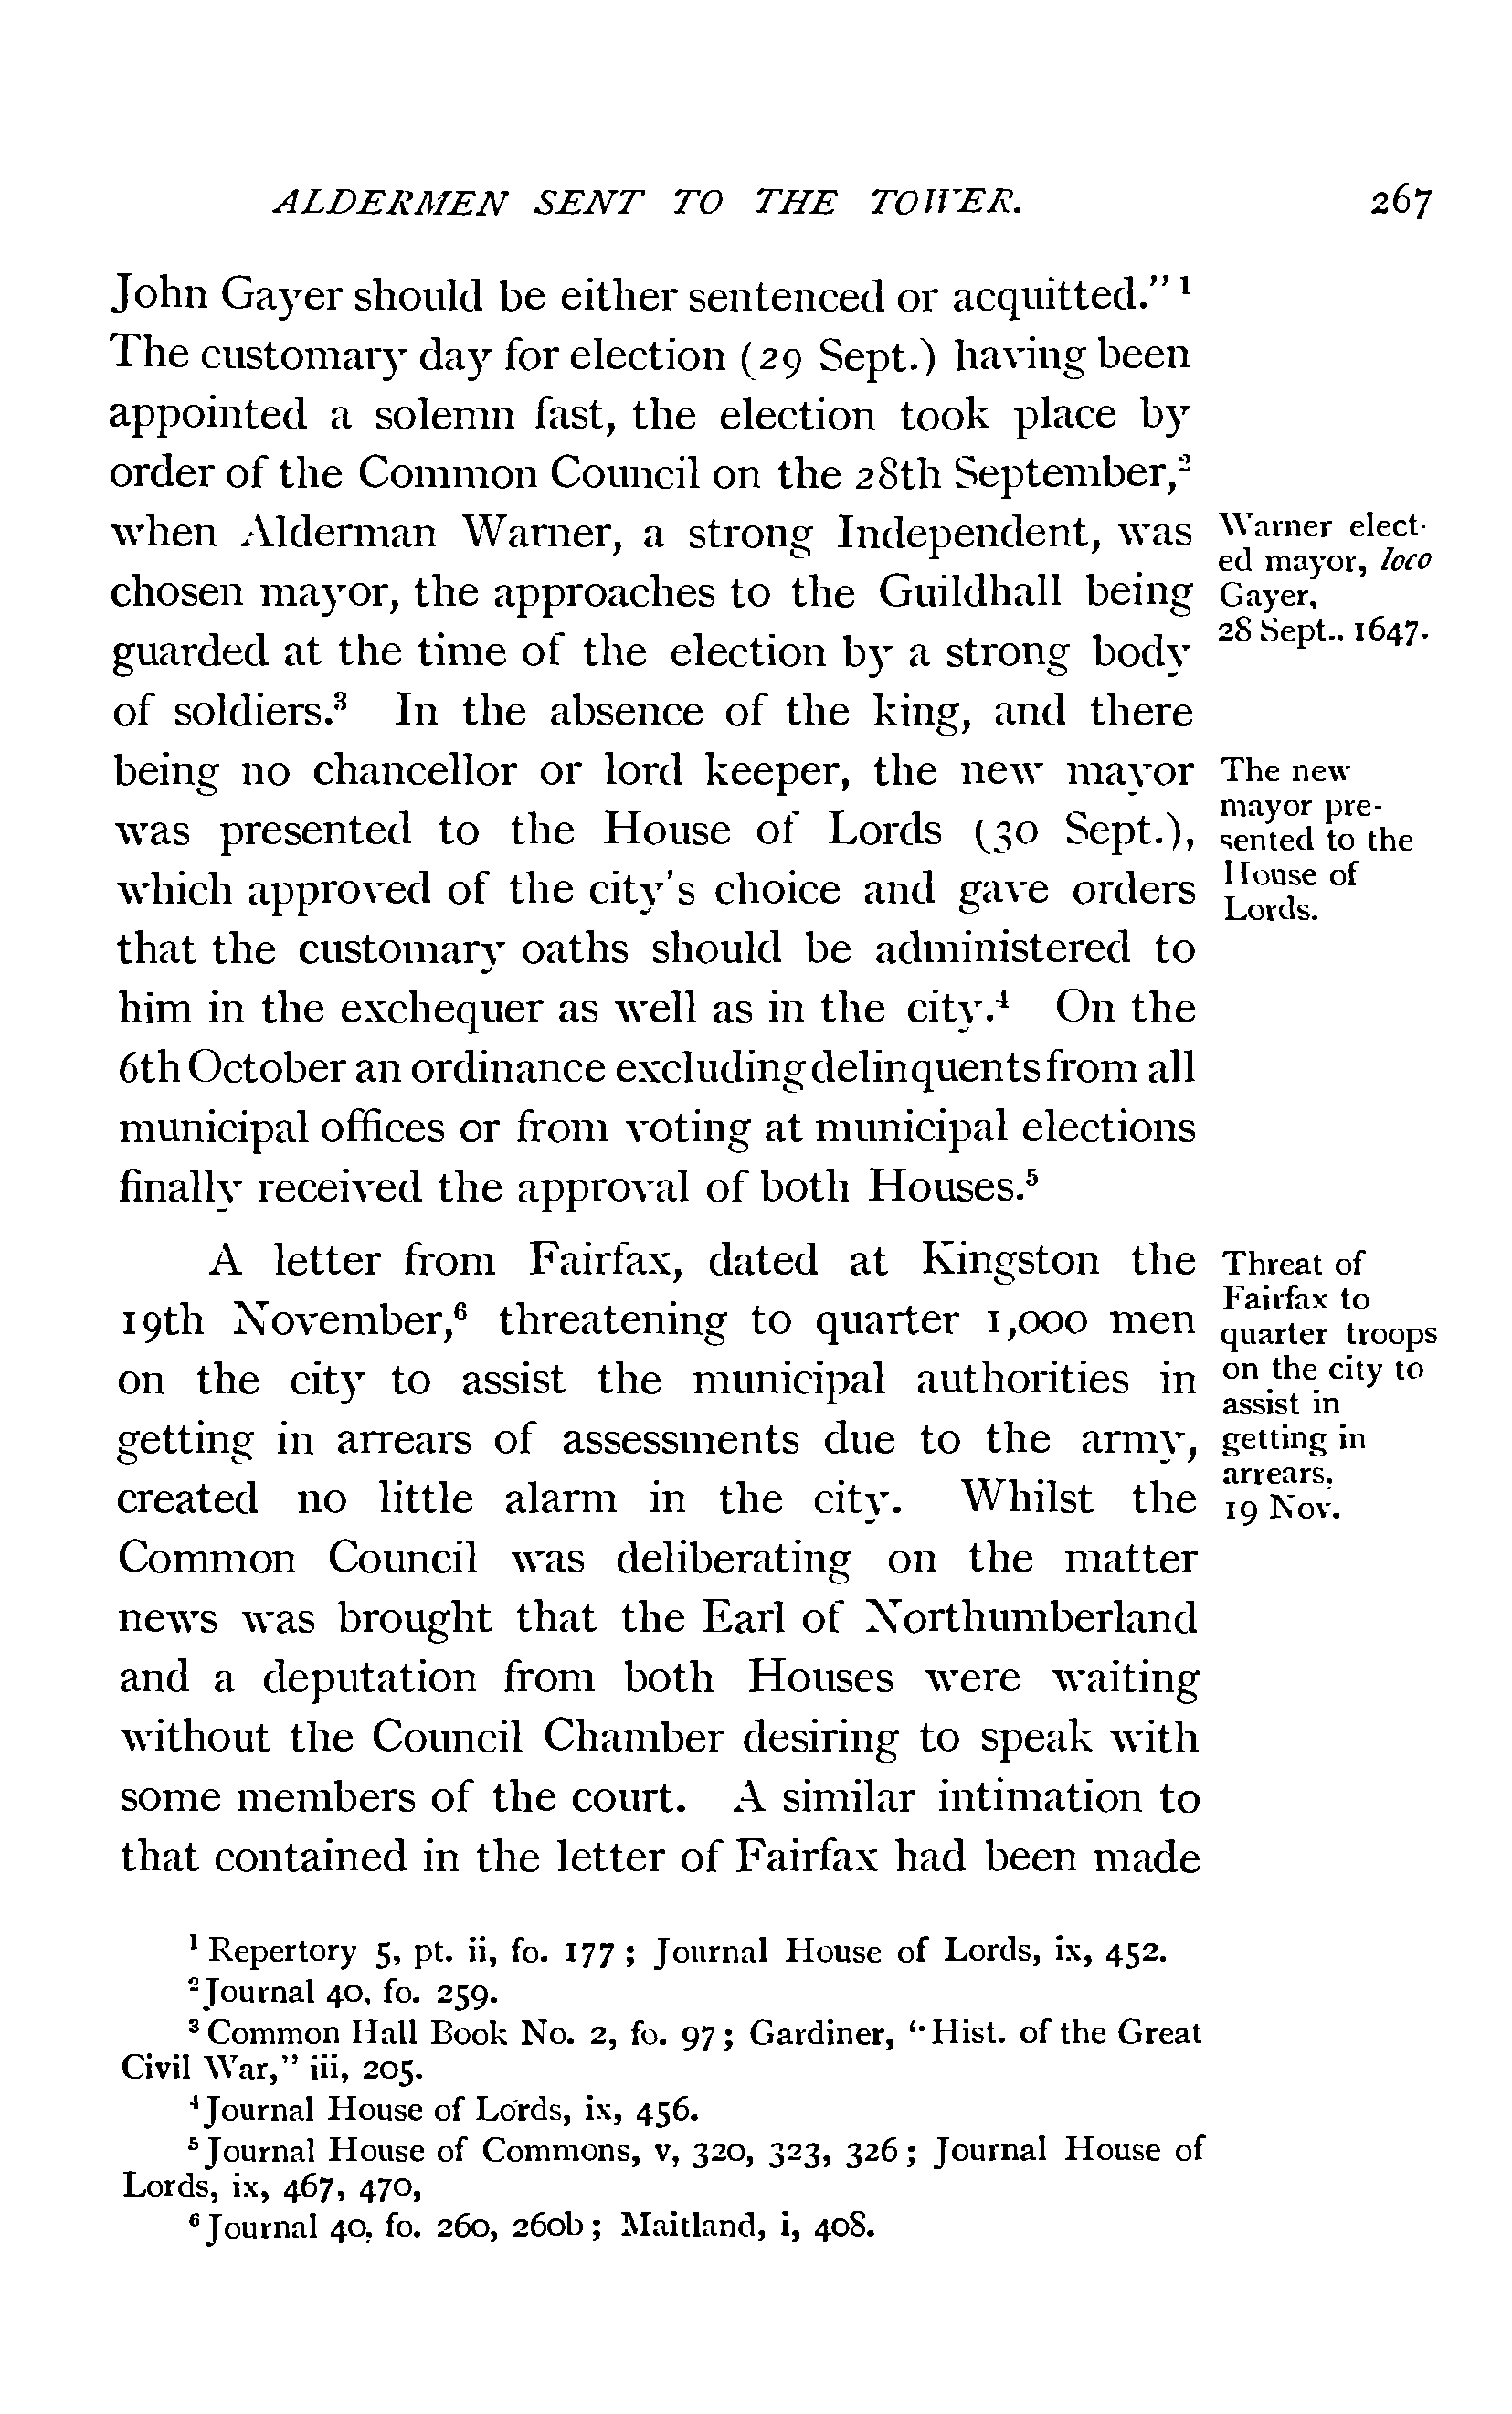 ALDERMEN SENT TO THE TOWER. 267
John Gayer should be either sentenced or acquitted.” ¹
The customary day for election (29 Sept.) having been
appointed a solemn fast, the election took place by
order of the Common Council on the 28th September,²
when Alderman Warner, a strong Independent, was
chosen mayor, the approaches to the Guildhall being
guarded at the time of the election by a strong body
of soldiers.³ In the absence of the king, and there
being no chancellor or lord keeper, the new mayor
was presented to the House of Lords (30 Sept.),
which approved of the city's choice and gave orders
that the customary oaths should be administered to
him in the exchequer as well as in the city.⁴ On the
6th October an ordinance excluding delinquents from all
municipal offices or from voting at municipal elections
finally received the approval of both Houses.⁵
Warner elect-
ed mayor, loco
Gayer,
28 Sept.. 1647.
The new
mayor pre-
sented to the
House of
Lords.
A letter from Fairfax, dated at Kingston the
19th November,⁶ threatening to quarter 1,000 men
on the city to assist the municipal authorities in
getting in arrears of assessments due to the army,
created no little alarm in the city. Whilst the
Common Council was deliberating on the matter
news was brought that the Earl of Northumberland
and a deputation from both Houses were waiting
without the Council Chamber desiring to speak with
some members of the court. A similar intimation to
that contained in the letter of Fairfax had been made
Threat of
Fairfax to
quarter troops
on the city to
assist in
getting in
arrears,
19 Nov.
¹ Repertory 5, pt. ii, fo. 177 ; Journal House of Lords, ix, 452.
² Journal 40, fo. 259.
³ Common Hall Book No. 2, fo. 97 ; Gardiner, “Hist. of the Great
Civil War,” iii, 205.
⁴ Journal House of Lords, ix, 456.
⁵ Journal House of Commons, v, 320, 323, 326 ; Journal House of
Lords, ix, 467, 470,
⁶ Journal 40, fo. 260, 260b ; Maitland, i, 408.